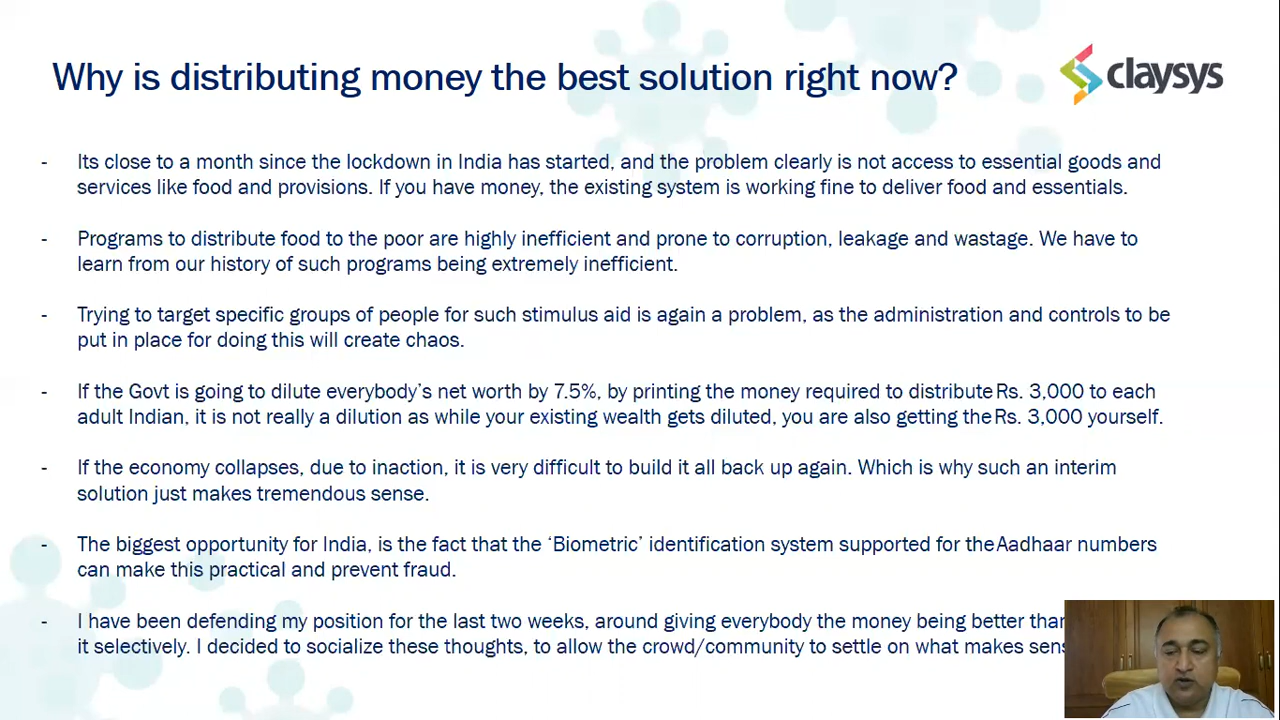 Why is distributing money the best solution right now?
claysys
- Its close to a month since the lockdown in India has started, and the problem clearly is not access to essential goods and
services like food and provisions. If you have money, the existing system is working fine to deliver food and essentials.
- Programs to distribute food to the poor are highly inefficient and prone to corruption, leakage and wastage. We have to
learn from our history of such programs being extremely inefficient.
- Trying to target specific groups of people for such stimulus aid is again a problem, as the administration and controls to be
put in place for doing this will create chaos.
- If the Govt is going to dilute everybody's net worth by 7.5%, by printing the money required to distribute Rs. 3,000 to each
adult Indian, it is not really a dilution as while your existing wealth gets diluted, you are also getting the Rs. 3,000 yourself.
- If the economy collapses, due to inaction, it is very difficult to build it all back up again. Which is why such an interim
solution just makes tremendous sense.
- The biggest opportunity for India, is the fact that the ‘Biometric’ identification system supported for the Aadhaar numbers
can make this practical and prevent fraud.
- I have been defending my position for the last two weeks, around giving everybody the money being better
it selectively. I decided to socialize these thoughts, to allow the crowd/community to settle on what makes